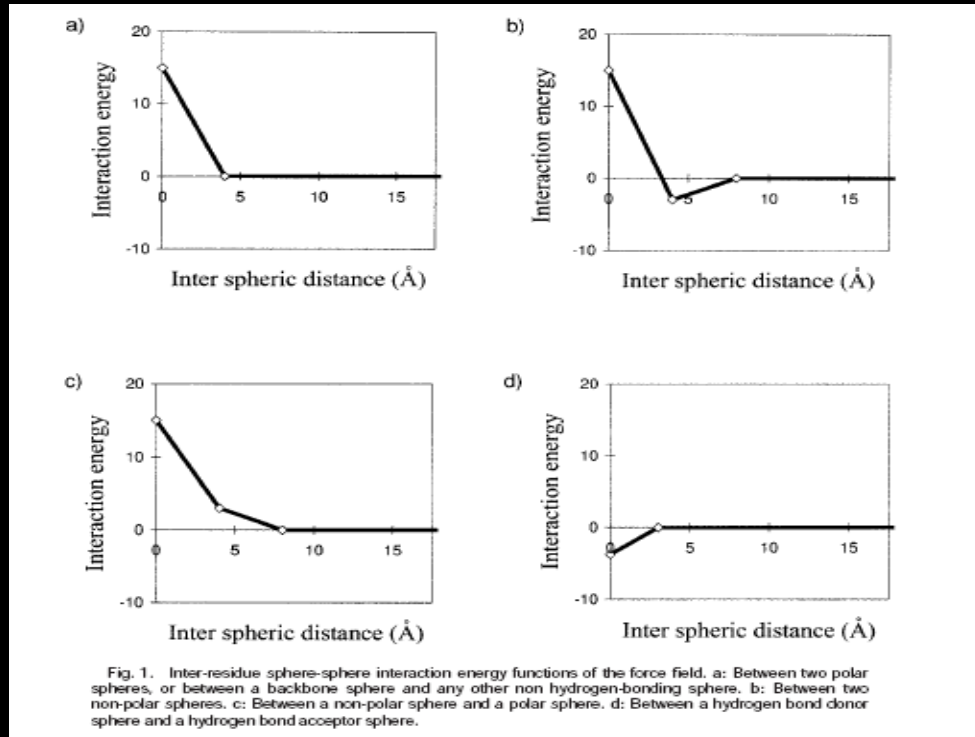 a)
20
10
0
-10
0
5
10
15
Interaction energy
Inter spheric distance (Å)
b)
20
10
0
-10
0
5
10
15
Interaction energy
Inter spheric distance (Å)
c)
20
10
0
-10
0
5
10
15
Interaction energy
Inter spheric distance (Å)
d)
20
10
0
-10
0
5
10
15
Interaction energy
Inter spheric distance (Å)
Fig. 1. Inter-residue sphere-sphere interaction energy functions of the force field. a: Between two polar
spheres, or between a backbone sphere and any other non hydrogen-bonding sphere. b: Between two
non-polar spheres. c: Between a non-polar sphere and a polar sphere. d: Between a hydrogen bond donor
sphere and a hydrogen bond acceptor sphere.